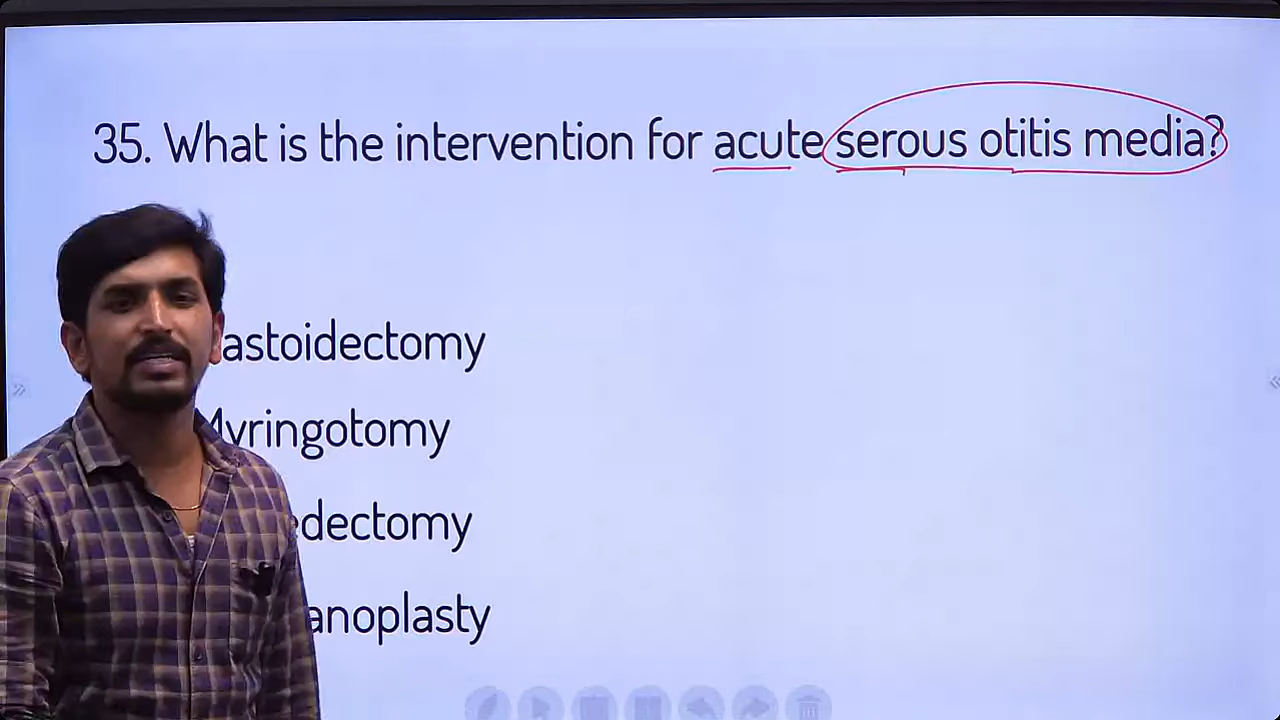 35. What is the intervention for acute serous otitis media?
astoidectomy
Myringotomy
edectomy
anoplasty